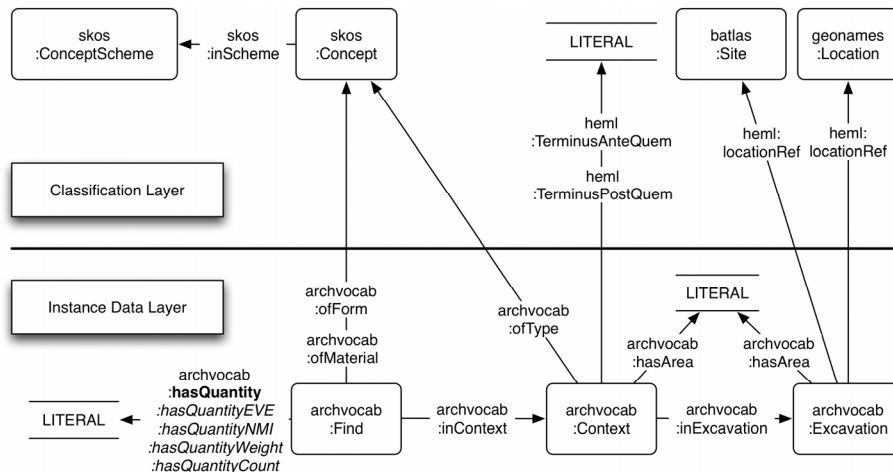 skos
:ConceptScheme
skos
:inScheme
skos
:Concept
LITERAL
batlas
:Site
geonames
:Location
heml
:TerminusAnteQuem
heml
:TerminusPostQuem
heml:
locationRef
heml:
locationRef
Classification Layer
Instance Data Layer
archvocab
:ofForm
archvocab
:ofMaterial
archvocab
:ofType
LITERAL
archvocab
:hasArea
archvocab
:hasArea
LITERAL
archvocab
:hasQuantity
:hasQuantityEVE
:hasQuantityNMI
:hasQuantityWeight
:hasQuantityCount
archvocab
:Find
archvocab
:inContext
archvocab
:Context
archvocab
:inExcavation
archvocab
:Excavation